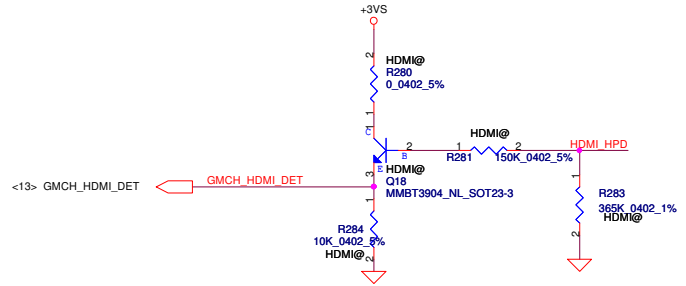 +3VS
2
HDMI@
R280
0_0402_5%
1
1
C
2
B
E
3
HDMI@
Q18
MMBT3904_NL_SOT23-3
HDMI@
1
2
R281
150K_0402_5%
HDMI_HPD
1
R283
365K_0402_1%
HDMI@
2
<13> GMCH_HDMI_DET
GMCH_HDMI_DET
1
R284
10K_0402_5%
HDMI@
2